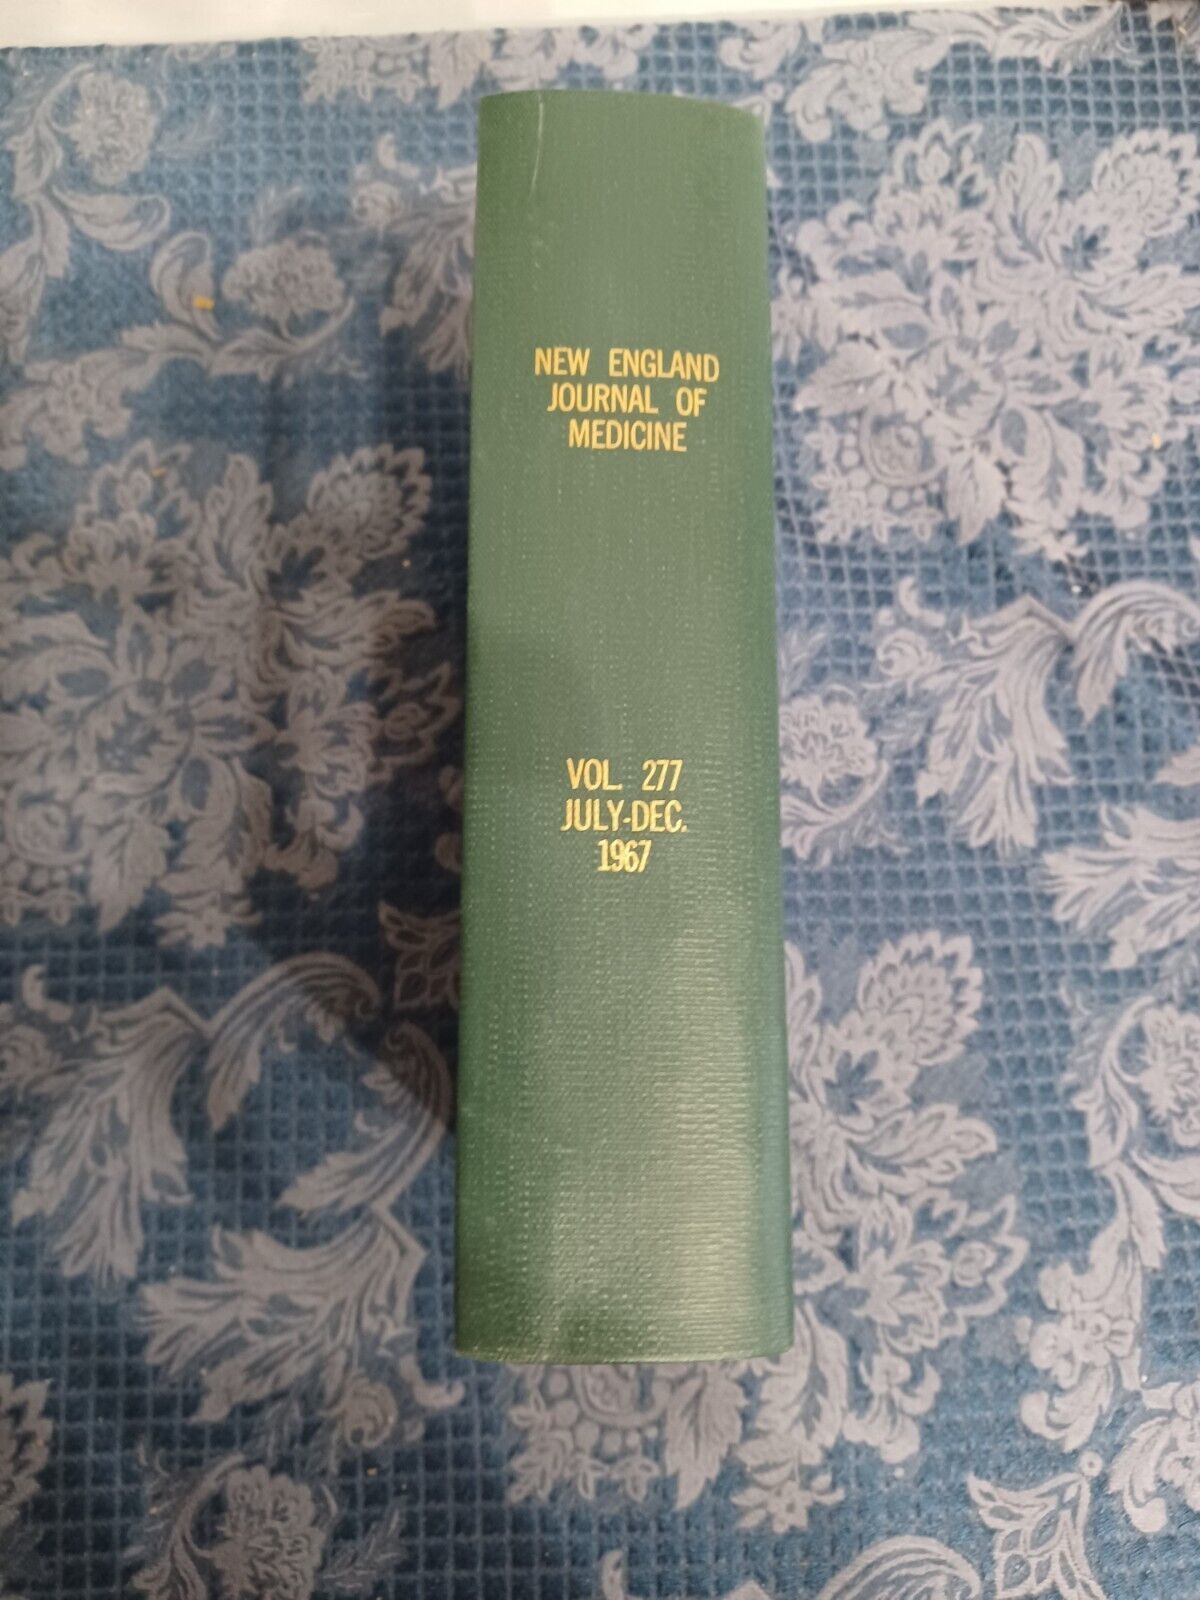 NEW ENGLAND
JOURNAL OF
MEDICINE
VOL. 277
JULY-DEC.
1967